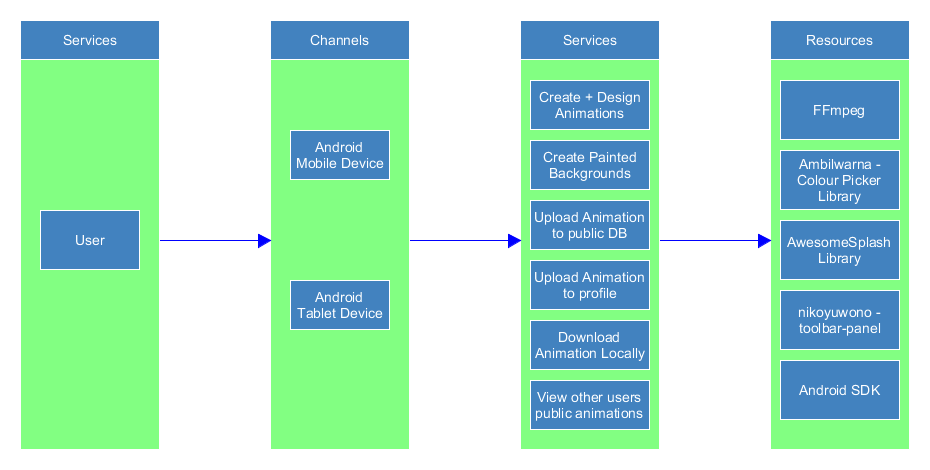 Services
User
Channels
Android
Mobile Device
Android
Tablet Device
Services
Create + Design
Animations
Create Painted
Backgrounds
Upload Animation
to public DB
Upload Animation
to profile
Download
Animation Locally
View other users
public animations
Resources
FFmpeg
Ambilwarna -
Colour Picker
Library
AwesomeSplash
Library
nikoyuwono -
toolbar-panel
Android SDK